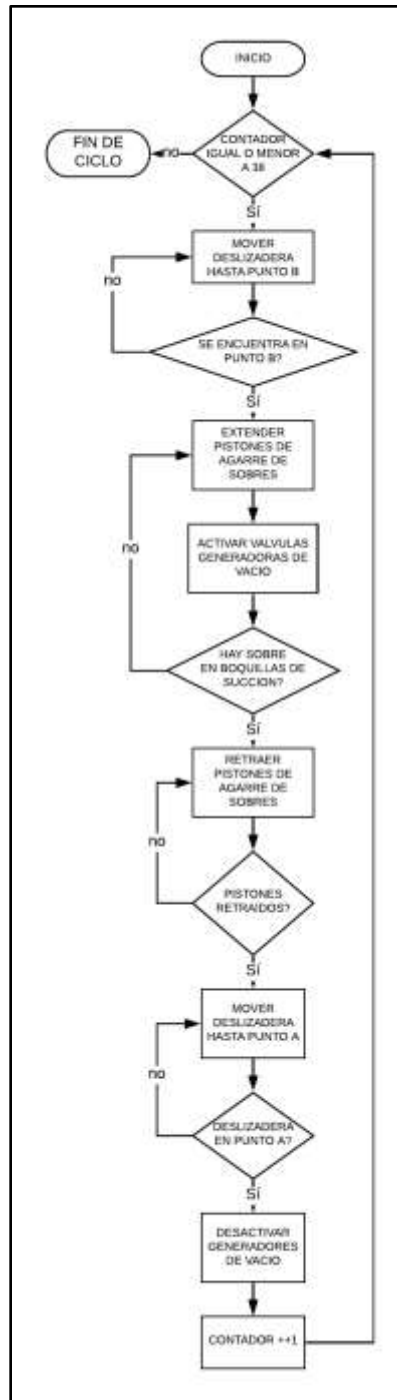 INICIO
CONTADOR
IGUAL O MENOR
A 38
FIN DE
CICLO
no
Sí
MOVER
DESLIZADERA
HASTA PUNTO B
no
SE ENCUENTRA EN
PUNTO B?
Sí
EXTENDER
PISTONES DE
AGARRE DE
SOBRES
no
ACTIVAR VALVULAS
GENERADORAS DE
VACIO
HAY SOBRE
EN BOQUILLAS DE
SUCCION?
Sí
RETRAER
PISTONES DE
AGARRE DE
SOBRES
no
PISTONES
RETRAIDOS?
Sí
MOVER
DESLIZADERA
HASTA PUNTO A
no
DESLIZADERA
EN PUNTO A?
Sí
DESACTIVAR
GENERADORES
DE VACIO
CONTADOR ++1